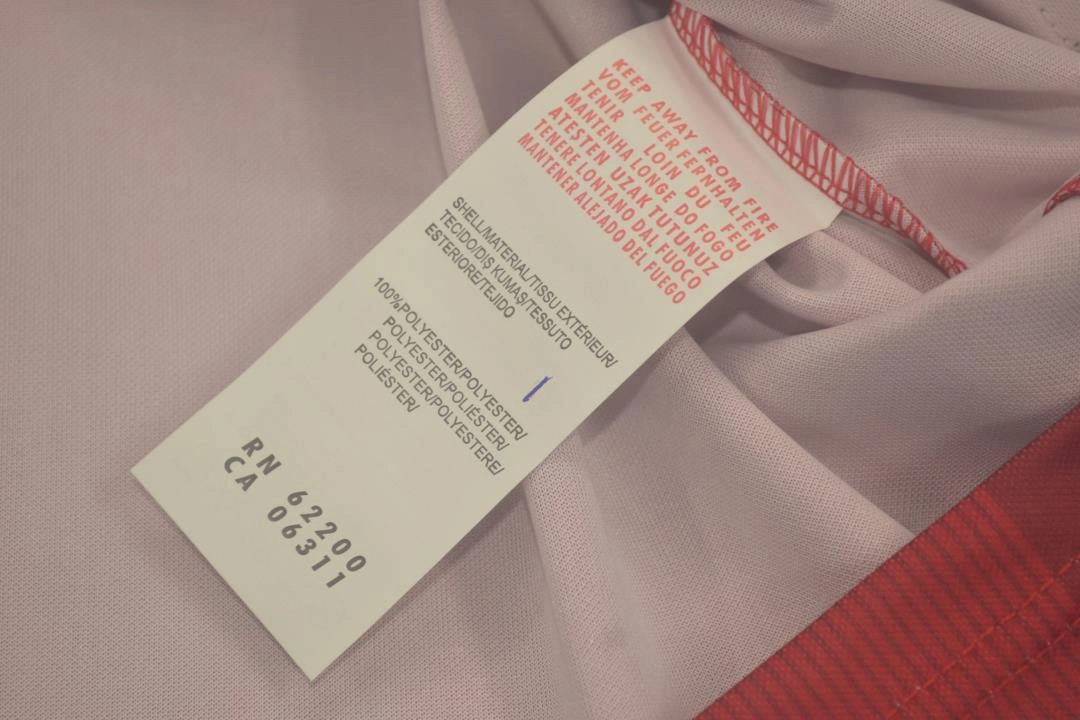 KEEP AWAY FROM FIRE
VOM FEUER FERNHALTEN
TENIR LOIN DU FEU
MANTENHA LONGE DO FOGO
ATEŞTEN UZAK TUTUNUZ
TENERE LONTANO DAL FUOCO
MANTENER ALEJADO DEL FUEGO
SHELL/MATERIAL/TISSU EXTÉRIEUR/
TECIDO/DIŞ KUMAŞ/TESSUTO
ESTERIORE/TEJIDO
100%POLYESTER/POLYESTER/
POLYESTER/POLIÉSTER/
POLYESTER/POLYESTERE/
POLIÉSTER/
RN 62200
CA 06311